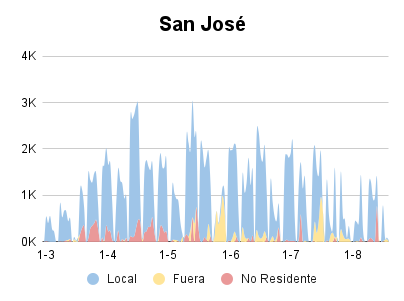 San José
4K
3K
2K
1K
0K
1-3 1-4 1-5 1-6 1-7 1-8
Local Fuera No Residente